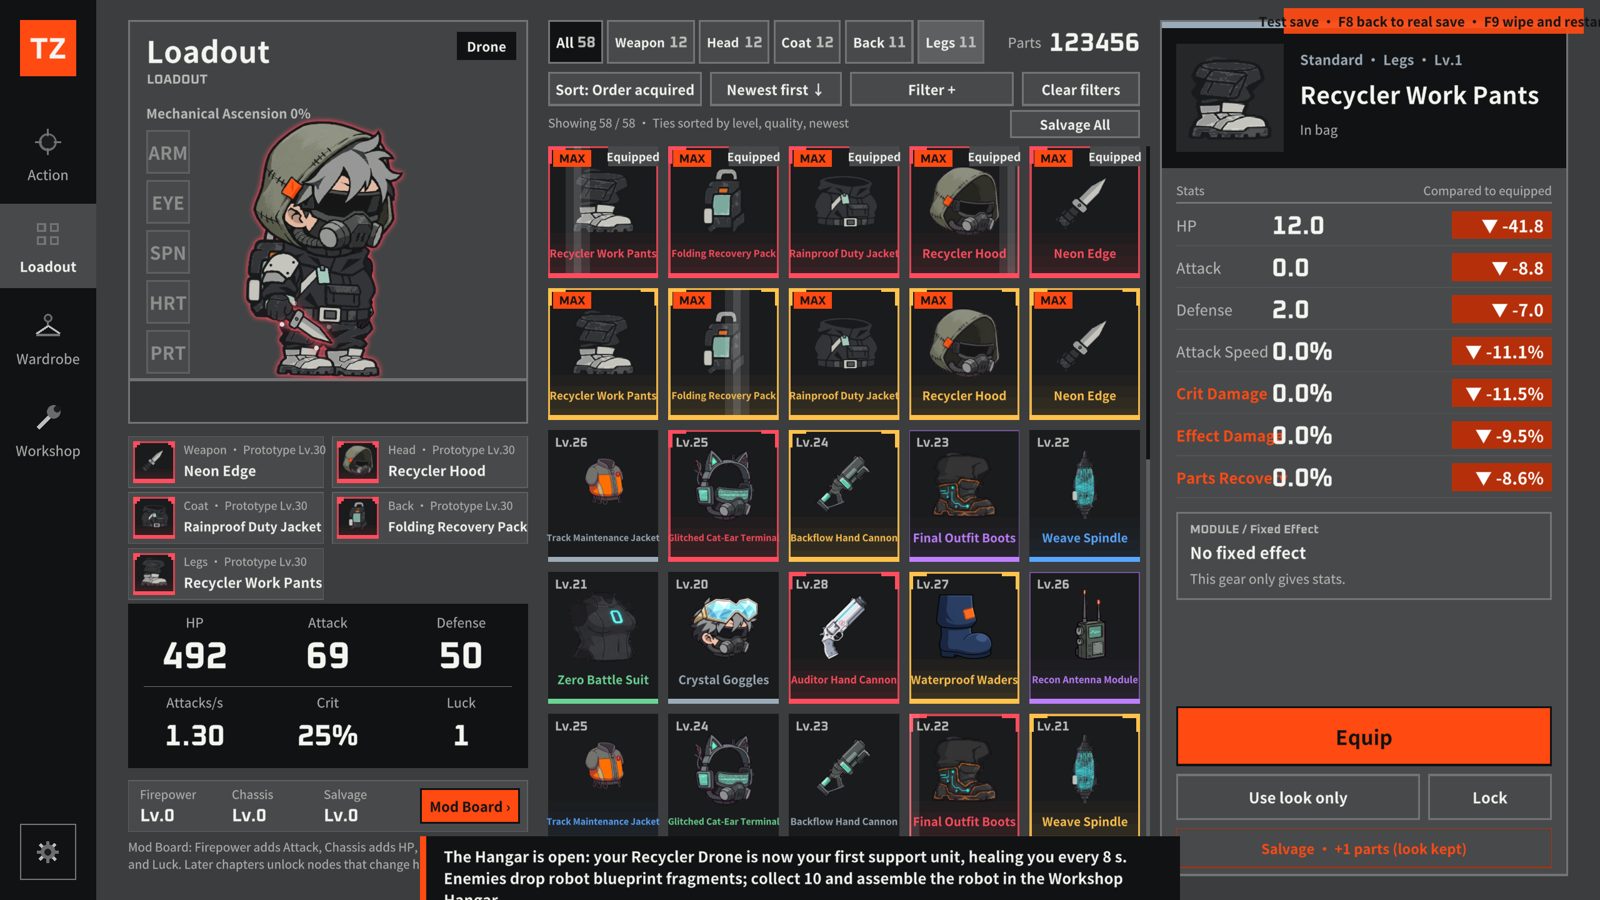 TZ
Action
Loadout
Wardrobe
Workshop
Loadout
LOADOUT
Drone
Mechanical Ascension 0%
ARM
EYE
SPN
HRT
PRT
Weapon • Prototype Lv.30
Neon Edge
Head • Prototype Lv.30
Recycler Hood
Coat • Prototype Lv.30
Rainproof Duty Jacket
Back • Prototype Lv.30
Folding Recovery Pack
Legs • Prototype Lv.30
Recycler Work Pants
HP
492
Attack
69
Defense
50
Attacks/s
1.30
Crit
25%
Luck
1
Firepower
Lv.0
Chassis
Lv.0
Salvage
Lv.0
Mod Board ›
Mod Board: Firepower adds Attack, Chassis adds HP,
and Luck. Later chapters unlock nodes that change h
All 58
Weapon 12
Head 12
Coat 12
Back 11
Legs 11
Parts 123456
Sort: Order acquired
Newest first ↓
Filter +
Clear filters
Showing 58 / 58 • Ties sorted by level, quality, newest
Salvage All
MAX Equipped
Recycler Work Pants
MAX Equipped
Folding Recovery Pack
MAX Equipped
Rainproof Duty Jacket
MAX Equipped
Recycler Hood
MAX Equipped
Neon Edge
MAX
Recycler Work Pants
MAX
Folding Recovery Pack
MAX
Rainproof Duty Jacket
MAX
Recycler Hood
MAX
Neon Edge
Lv.26
Track Maintenance Jacket
Lv.25
Glitched Cat-Ear Terminal
Lv.24
Backflow Hand Cannon
Lv.23
Final Outfit Boots
Lv.22
Weave Spindle
Lv.21
Zero Battle Suit
Lv.20
Crystal Goggles
Lv.28
Auditor Hand Cannon
Lv.27
Waterproof Waders
Lv.26
Recon Antenna Module
Lv.25
Track Maintenance Jacket
Lv.24
Glitched Cat-Ear Terminal
Lv.23
Backflow Hand Cannon
Lv.22
Final Outfit Boots
Lv.21
Weave Spindle
The Hangar is open: your Recycler Drone is now your first support unit, healing you every 8 s.
Enemies drop robot blueprint fragments; collect 10 and assemble the robot in the Workshop
Hangar
Test save • F8 back to real save • F9 wipe and restar
Standard • Legs • Lv.1
Recycler Work Pants
In bag
Stats
Compared to equipped
HP 12.0 ▼ -41.8
Attack 0.0 ▼ -8.8
Defense 2.0 ▼ -7.0
Attack Speed 0.0% ▼ -11.1%
Crit Damage 0.0% ▼ -11.5%
Effect Damag 0.0% ▼ -9.5%
Parts Recove 0.0% ▼ -8.6%
MODULE / Fixed Effect
No fixed effect
This gear only gives stats.
Equip
Use look only
Lock
Salvage • +1 parts (look kept)